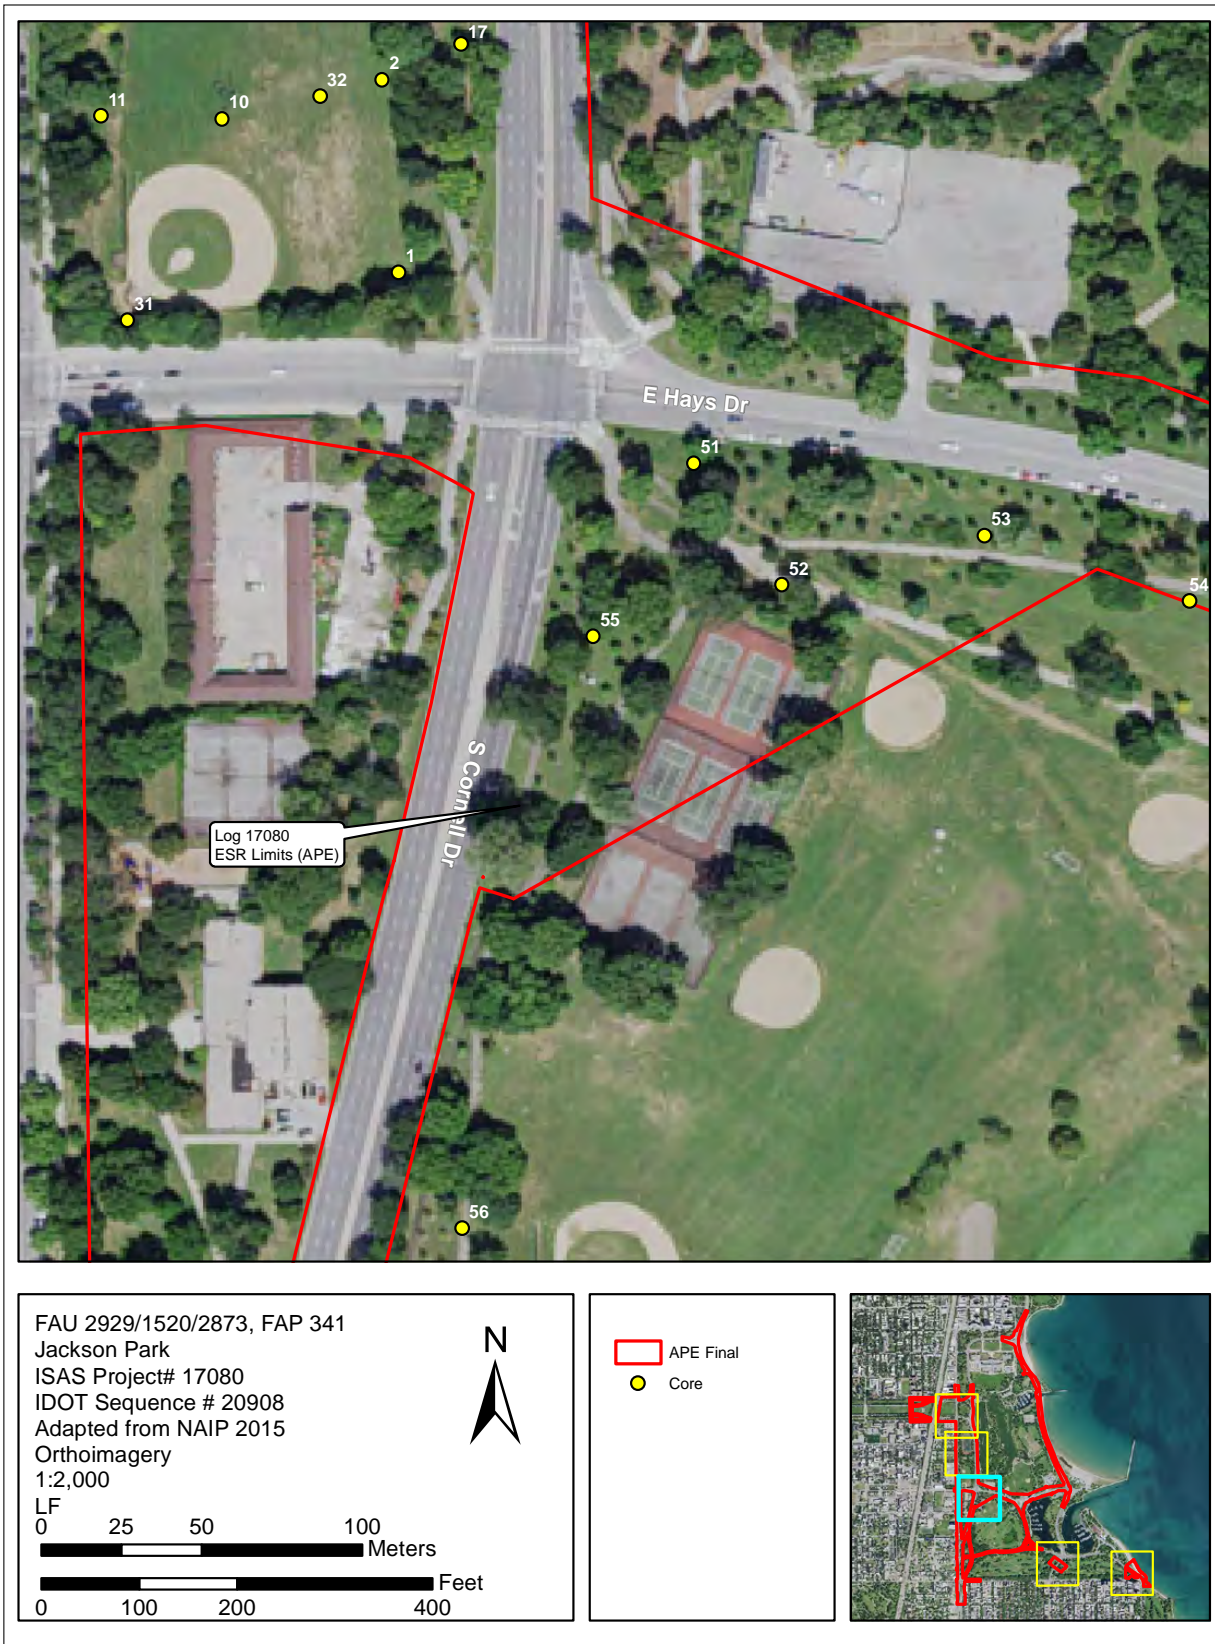 17
2
32
11
10
1
31
E Hays Dr
51
53
52
54
55
S Cornell Dr
Log 17080
ESR Limits (APE)
56
FAU 2929/1520/2873, FAP 341
Jackson Park
ISAS Project# 17080
IDOT Sequence # 20908
Adapted from NAIP 2015
Orthoimagery
1:2,000
LF
N
0 25 50 100
Meters
Feet
0 100 200 400
APE Final
Core